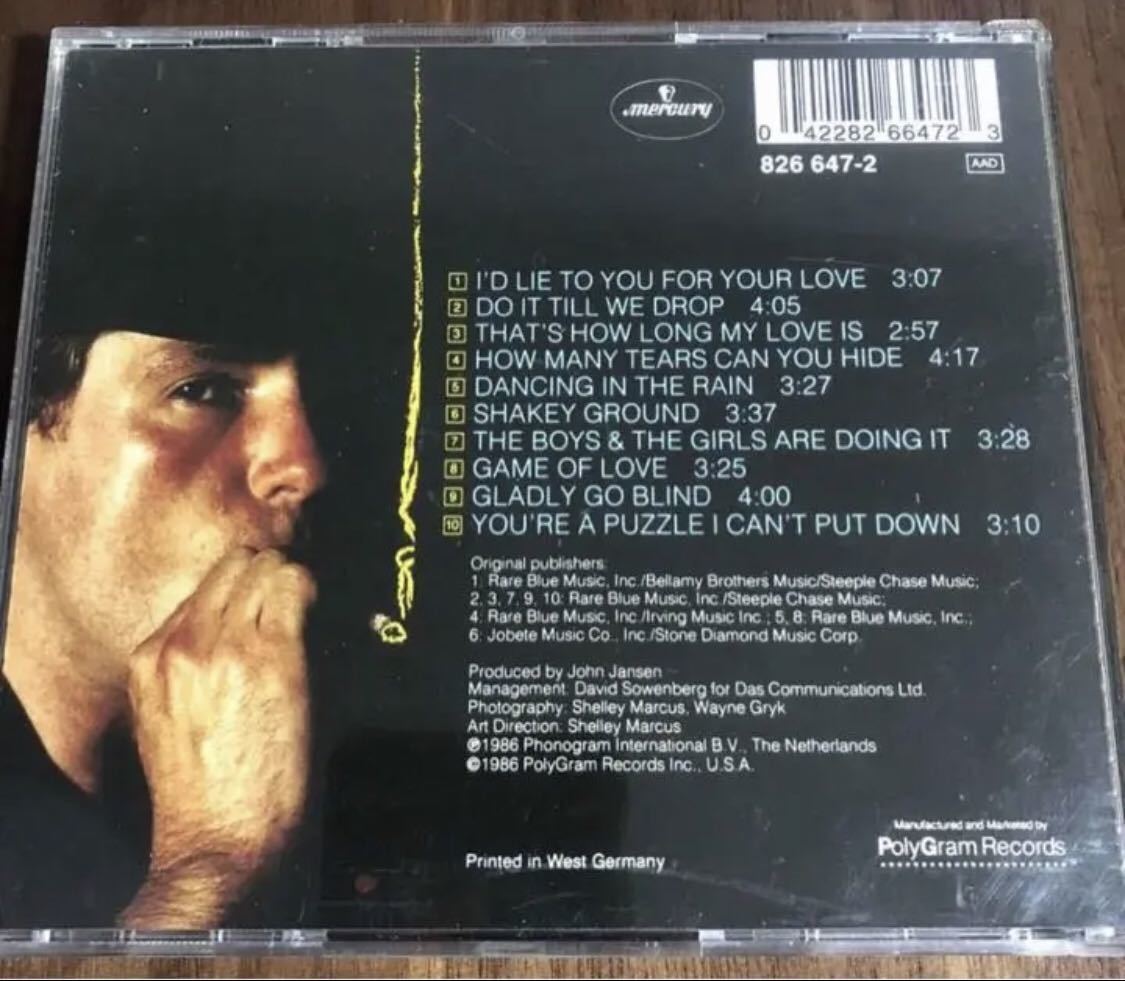 mercury
0 42282 66472 3
826 647-2
AAD
1 I'D LIE TO YOU FOR YOUR LOVE 3:07
2 DO IT TILL WE DROP 4:05
3 THAT'S HOW LONG MY LOVE IS 2:57
4 HOW MANY TEARS CAN YOU HIDE 4:17
5 DANCING IN THE RAIN 3:27
6 SHAKEY GROUND 3:37
7 THE BOYS & THE GIRLS ARE DOING IT 3:28
8 GAME OF LOVE 3:25
9 GLADLY GO BLIND 4:00
10 YOU'RE A PUZZLE I CAN'T PUT DOWN 3:10
Original publishers:
1. Rare Blue Music, Inc./Bellamy Brothers Music/Steeple Chase Music;
2, 3, 7, 9, 10: Rare Blue Music, Inc./Steeple Chase Music;
4. Rare Blue Music, Inc./Irving Music Inc.; 5, 8: Rare Blue Music, Inc.;
6: Jobete Music Co., Inc./Stone Diamond Music Corp.
Produced by John Jansen
Management: David Sowenberg for Das Communications Ltd.
Photography: Shelley Marcus, Wayne Gryk
Art Direction: Shelley Marcus
℗1986 Phonogram International B.V., The Netherlands
©1986 PolyGram Records Inc., U.S.A.
Manufactured and Marketed by
PolyGram Records
Printed in West Germany